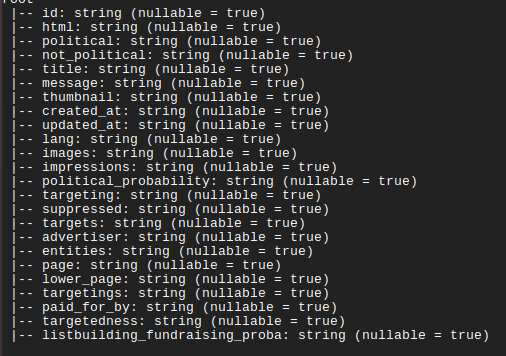 root
|-- id: string (nullable = true)
|-- html: string (nullable = true)
|-- political: string (nullable = true)
|-- not_political: string (nullable = true)
|-- title: string (nullable = true)
|-- message: string (nullable = true)
|-- thumbnail: string (nullable = true)
|-- created_at: string (nullable = true)
|-- updated_at: string (nullable = true)
|-- lang: string (nullable = true)
|-- images: string (nullable = true)
|-- impressions: string (nullable = true)
|-- political_probability: string (nullable = true)
|-- targeting: string (nullable = true)
|-- suppressed: string (nullable = true)
|-- targets: string (nullable = true)
|-- advertiser: string (nullable = true)
|-- entities: string (nullable = true)
|-- page: string (nullable = true)
|-- lower_page: string (nullable = true)
|-- targetings: string (nullable = true)
|-- paid_for_by: string (nullable = true)
|-- targetedness: string (nullable = true)
|-- listbuilding_fundraising_proba: string (nullable = true)